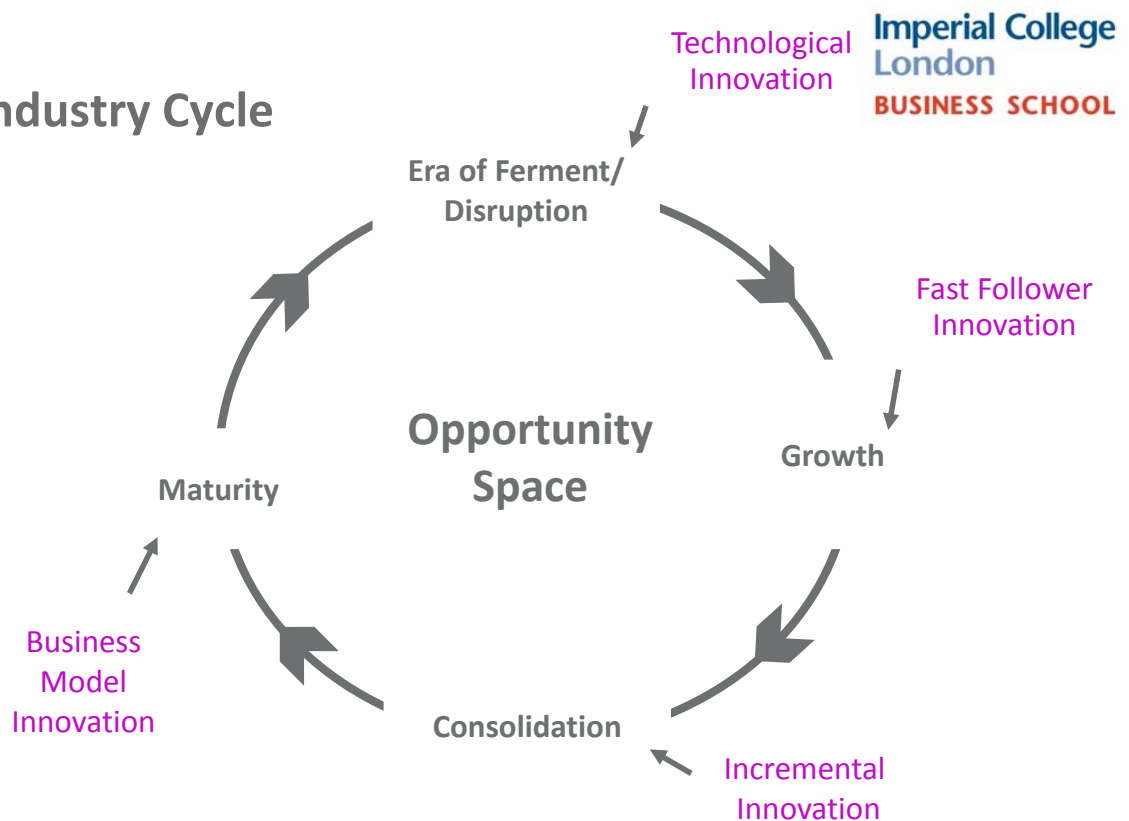 Technological
Innovation
Imperial College
London
BUSINESS SCHOOL
ndustry Cycle
Era of Ferment/
Disruption
Fast Follower
Innovation
Opportunity
Space
Growth
Maturity
Business
Model
Innovation
Consolidation
Incremental
Innovation